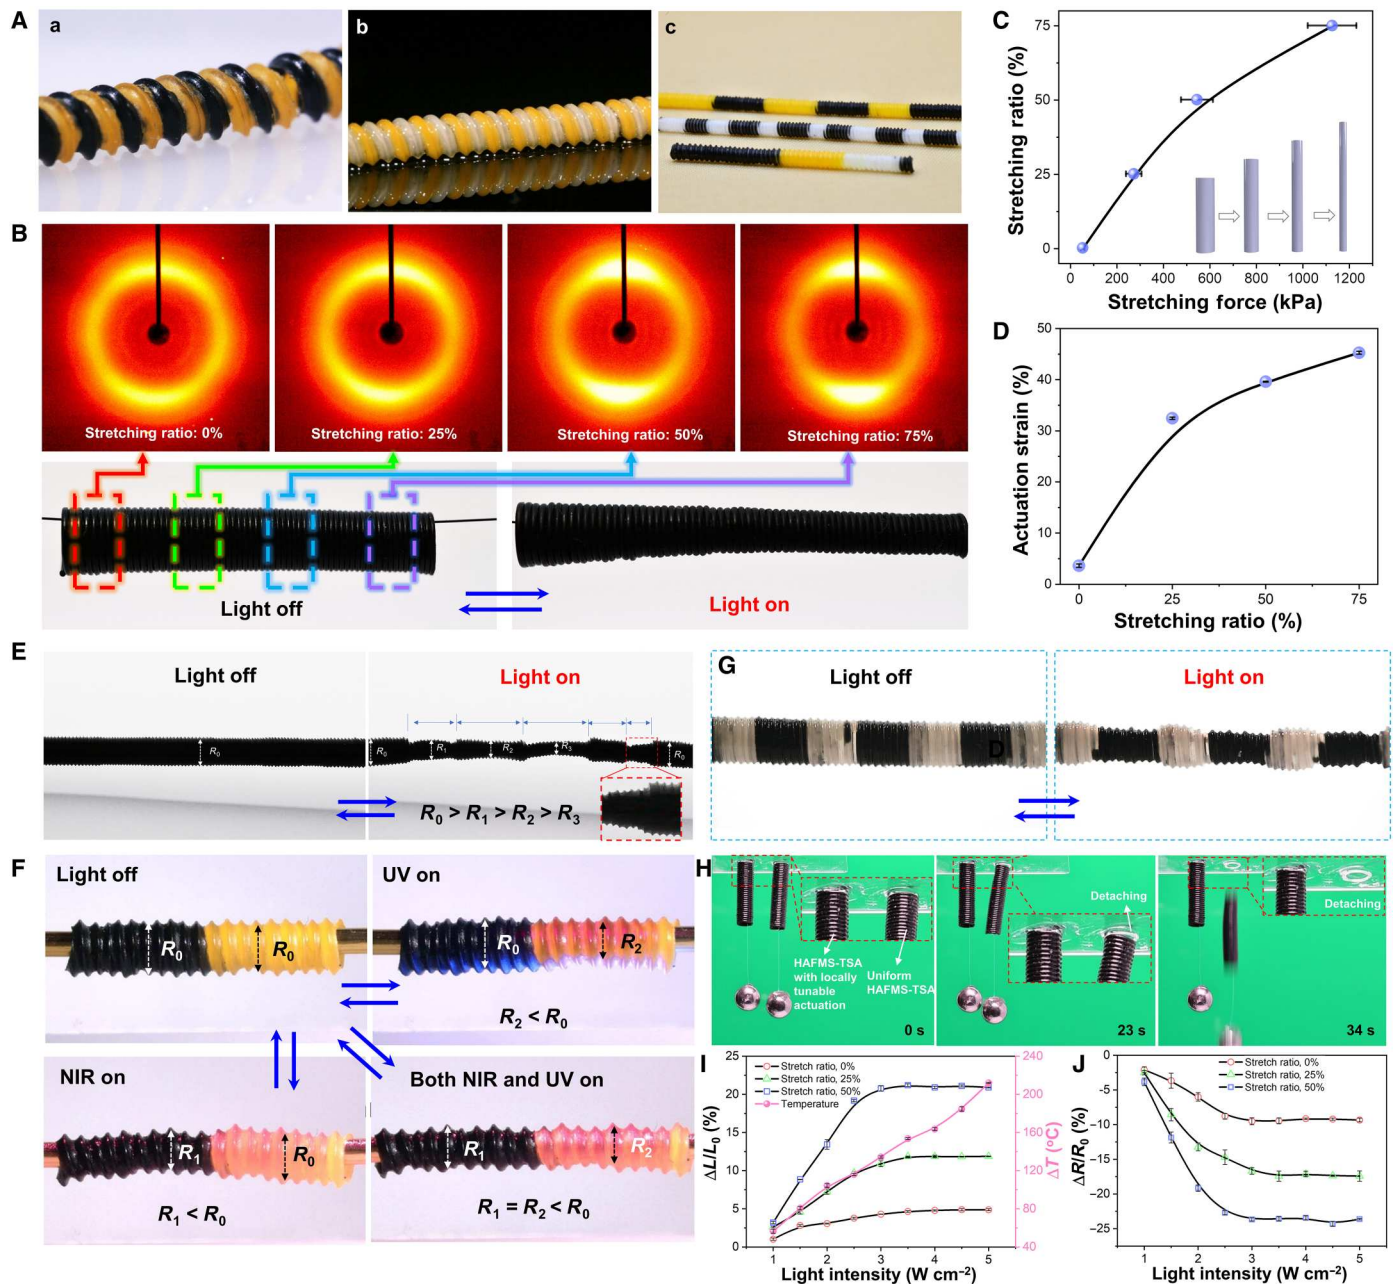 A
a
b
c
B
Stretching ratio: 0%
Stretching ratio: 25%
Stretching ratio: 50%
Stretching ratio: 75%
Light off
Light on
C
Stretching ratio (%)
75
50
25
0
0 200 400 600 800 1000 1200
Stretching force (kPa)
D
Actuation strain (%)
50
40
30
20
10
0
0 25 50 75
Stretching ratio (%)
E
Light off
Light on
R0
R0
R1
R2
R3
R0
R0 > R1 > R2 > R3
G
Light off
Light on
D
F
Light off
R0
R0
UV on
R0
R2
R2 < R0
NIR on
R1
R0
R1 < R0
Both NIR and UV on
R1
R2
R1 = R2 < R0
H
HAFMS-TSA
with locally
tunable
actuation
Uniform
HAFMS-TSA
0 s
Detaching
23 s
Detaching
34 s
I
ΔL/L0 (%)
25
20
15
10
5
0
Stretch ratio, 0%
Stretch ratio, 25%
Stretch ratio, 50%
Temperature
240
200
160
120
80
40
ΔT (°C)
1 2 3 4 5
Light intensity (W cm−2)
J
ΔR/R0 (%)
0
−5
−10
−15
−20
−25
Stretch ratio, 0%
Stretch ratio, 25%
Stretch ratio, 50%
1 2 3 4 5
Light intensity (W cm−2)